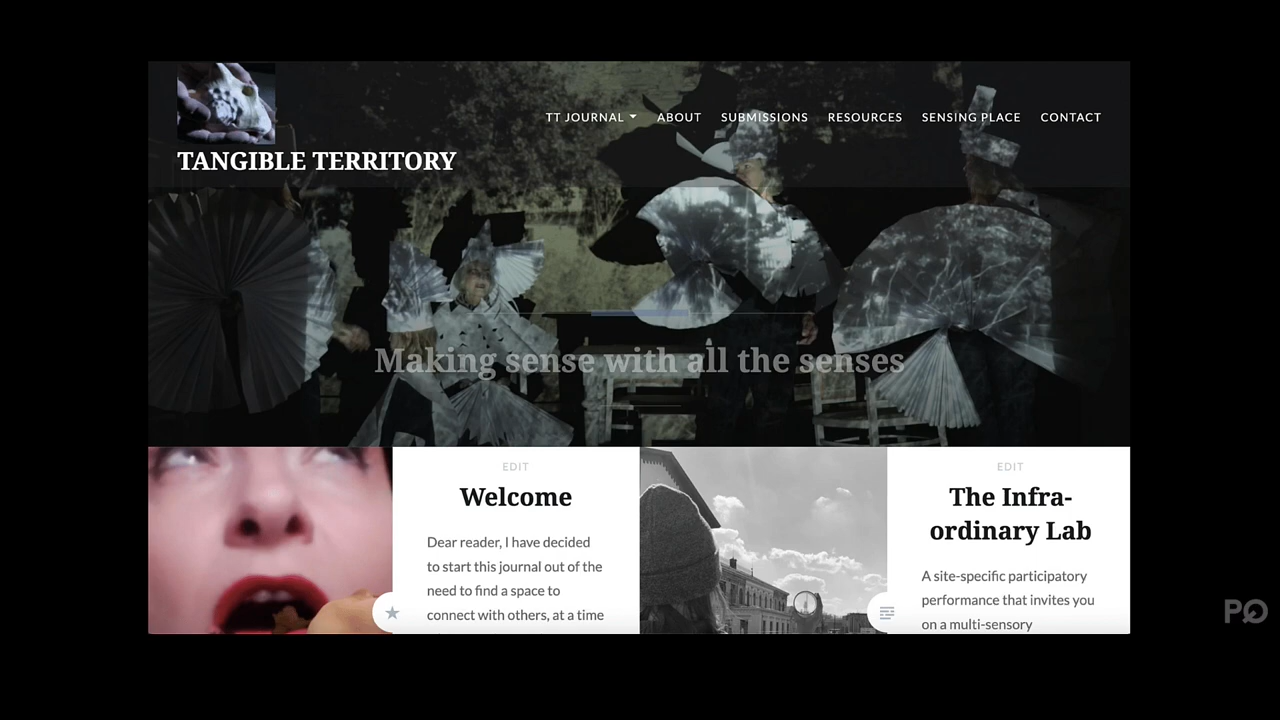 TT JOURNAL ABOUT SUBMISSIONS RESOURCES SENSING PLACE CONTACT
TANGIBLE TERRITORY
Making sense with all the senses
EDIT
Welcome
Dear reader, I have decided
to start this journal out of the
need to find a space to
connect with others, at a time
EDIT
The Infra-
ordinary Lab
A site-specific participatory
performance that invites you
on a multi-sensory
PQ